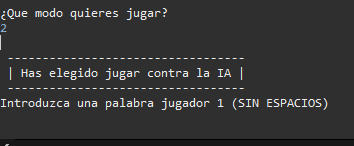 ¿Que modo quieres jugar?
2
----------------------------------
| Has elegido jugar contra la IA |
----------------------------------
Introduzca una palabra jugador 1 (SIN ESPACIOS)